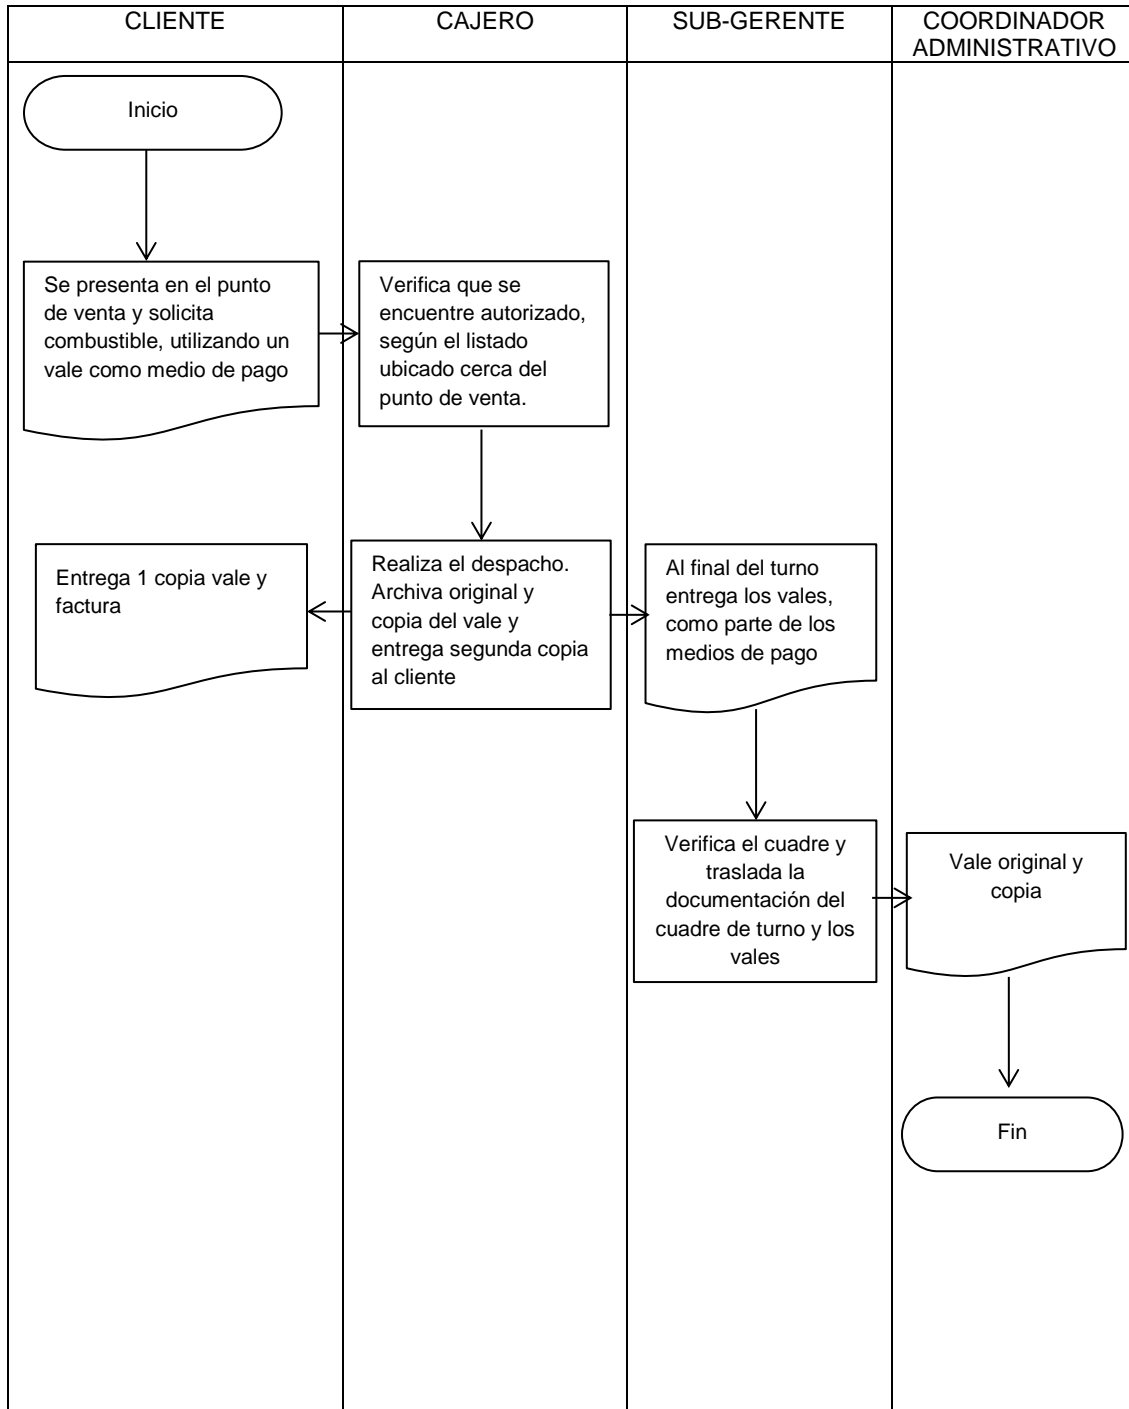 CLIENTE
CAJERO
SUB-GERENTE
COORDINADOR
ADMINISTRATIVO
Inicio
Se presenta en el punto
de venta y solicita
combustible, utilizando un
vale como medio de pago
Verifica que se
encuentre autorizado,
según el listado
ubicado cerca del
punto de venta.
Entrega 1 copia vale y
factura
Realiza el despacho.
Archiva original y
copia del vale y
entrega segunda copia
al cliente
Al final del turno
entrega los vales,
como parte de los
medios de pago
Verifica el cuadre y
traslada la
documentación del
cuadre de turno y los
vales
Vale original y
copia
Fin